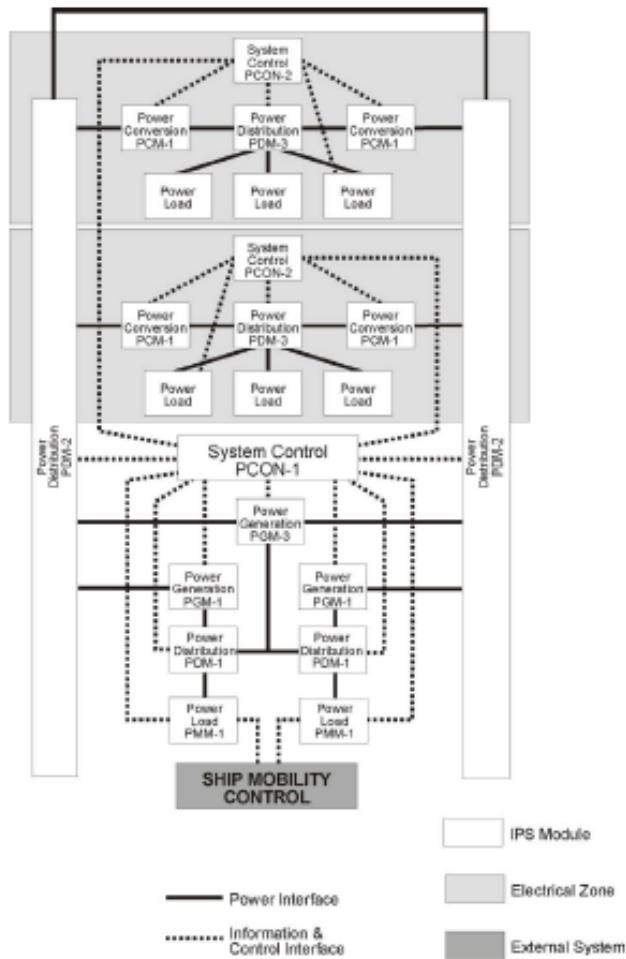 System
Control
PCON-2
Power
Conversion
PCM-1
Power
Distribution
PDM-3
Power
Conversion
PCM-1
Power
Load
Power
Load
Power
Load
System
Control
PCON-2
Power
Conversion
PCM-1
Power
Distribution
PDM-3
Power
Conversion
PCM-1
Power
Load
Power
Load
Power
Load
Power
Distribution
PDM-2
Power
Distribution
PDM-2
System Control
PCON-1
Power
Generation
PGM-3
Power
Generation
PGM-1
Power
Generation
PGM-1
Power
Distribution
PDM-1
Power
Distribution
PDM-1
Power
Load
PMM-1
Power
Load
PMM-1
SHIP MOBILITY
CONTROL
IPS Module
Power Interface
Electrical Zone
Information &
Control Interface
External System